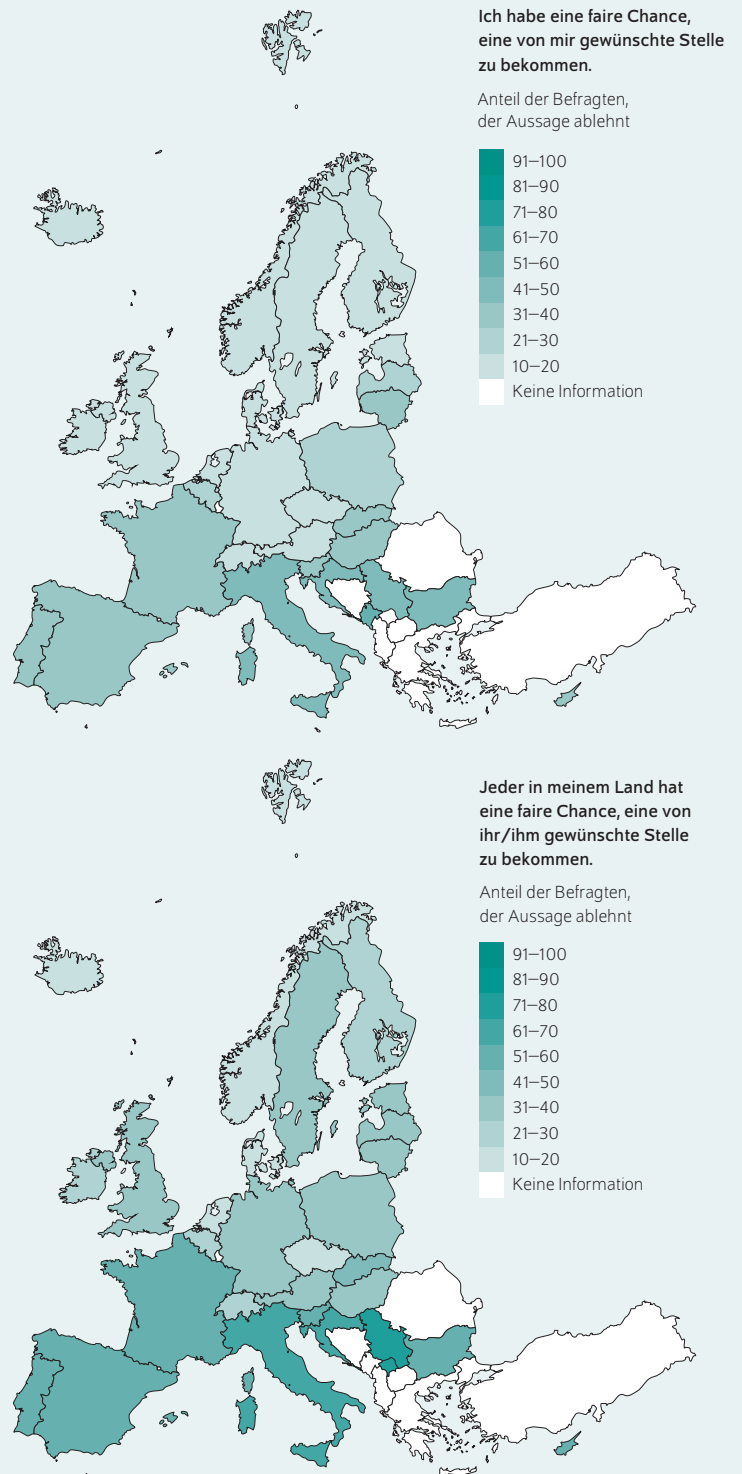 Ich habe eine faire Chance,
eine von mir gewünschte Stelle
zu bekommen.
Anteil der Befragten,
der Aussage ablehnt
91–100
81–90
71–80
61–70
51–60
41–50
31–40
21–30
10–20
Keine Information
Jeder in meinem Land hat
eine faire Chance, eine von
ihr/ihm gewünschte Stelle
zu bekommen.
Anteil der Befragten,
der Aussage ablehnt
91–100
81–90
71–80
61–70
51–60
41–50
31–40
21–30
10–20
Keine Information